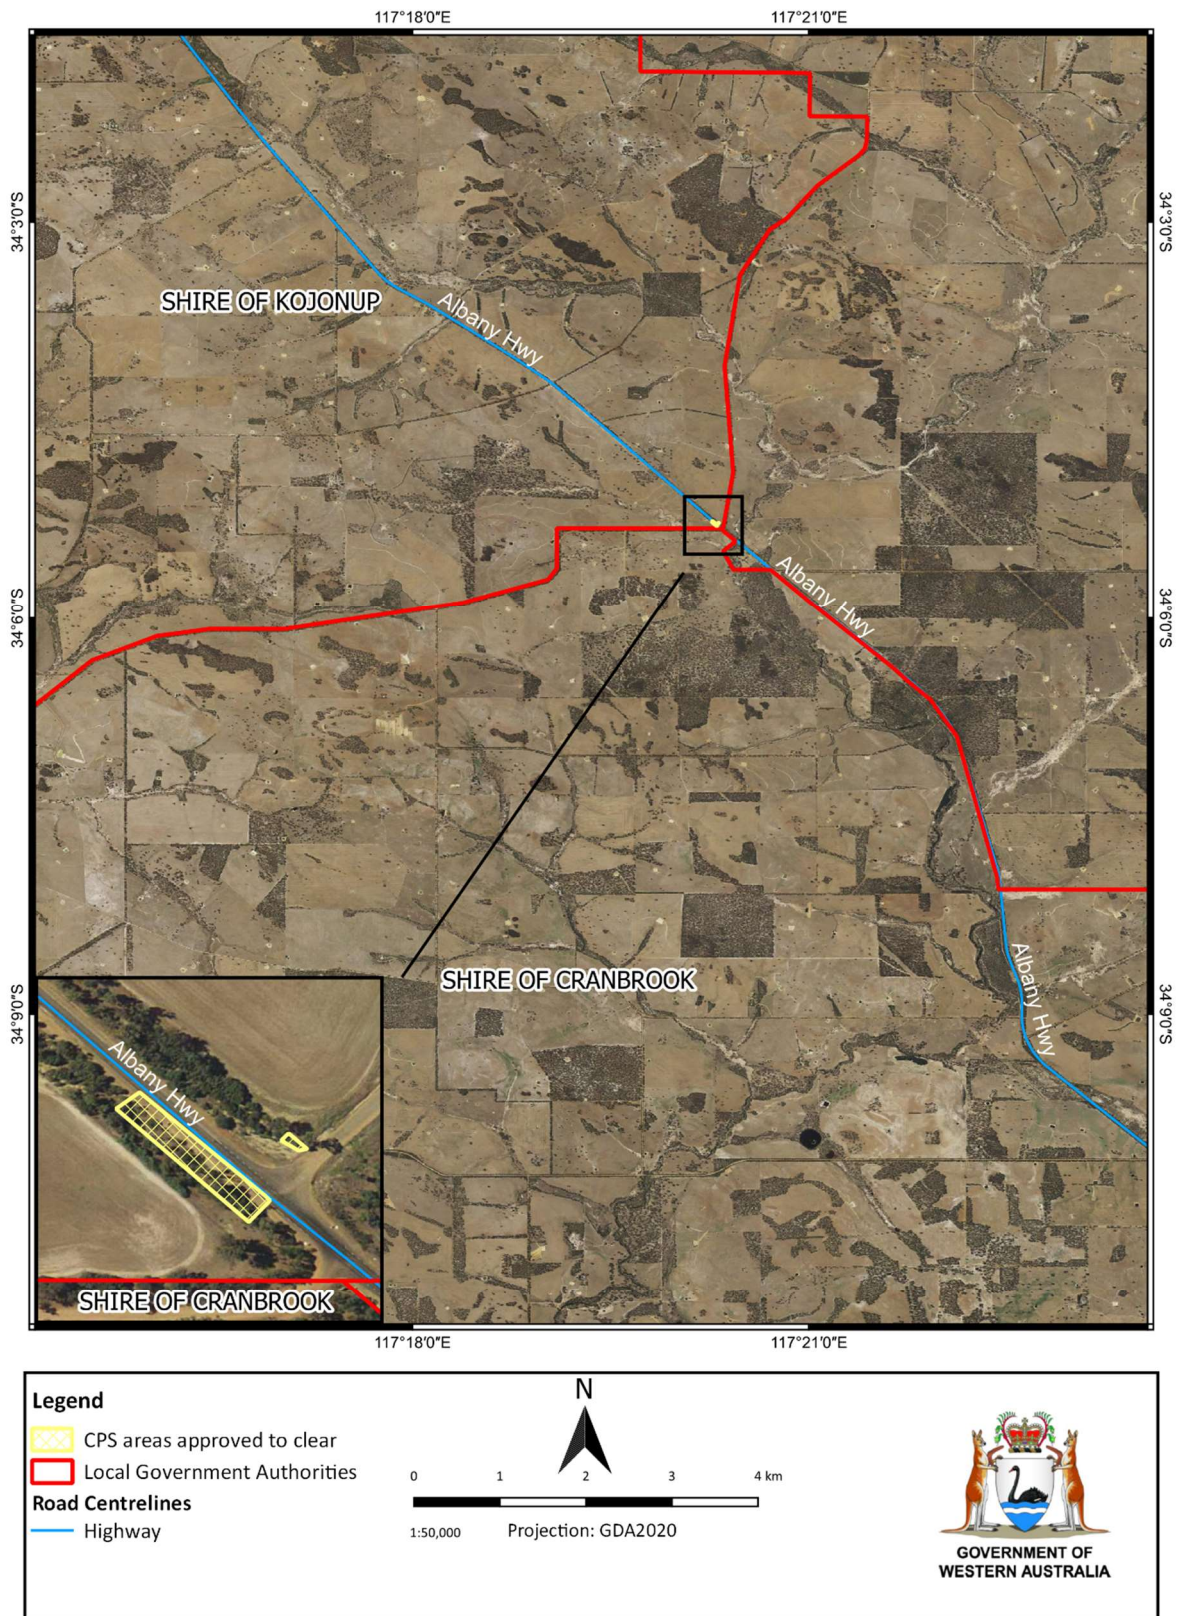 117°18'0"E
117°21'0"E
34°3'0"S
34°3'0"S
SHIRE OF KOJONUP
Albany Hwy
Albany Hwy
34°6'0"S
34°6'0"S
SHIRE OF CRANBROOK
Albany Hwy
34°9'0"S
34°9'0"S
Albany Hwy
SHIRE OF CRANBROOK
117°18'0"E
117°21'0"E
Legend
CPS areas approved to clear
Local Government Authorities
Road Centrelines
Highway
N
0 1 2 3 4 km
1:50,000 Projection: GDA2020
GOVERNMENT OF
WESTERN AUSTRALIA